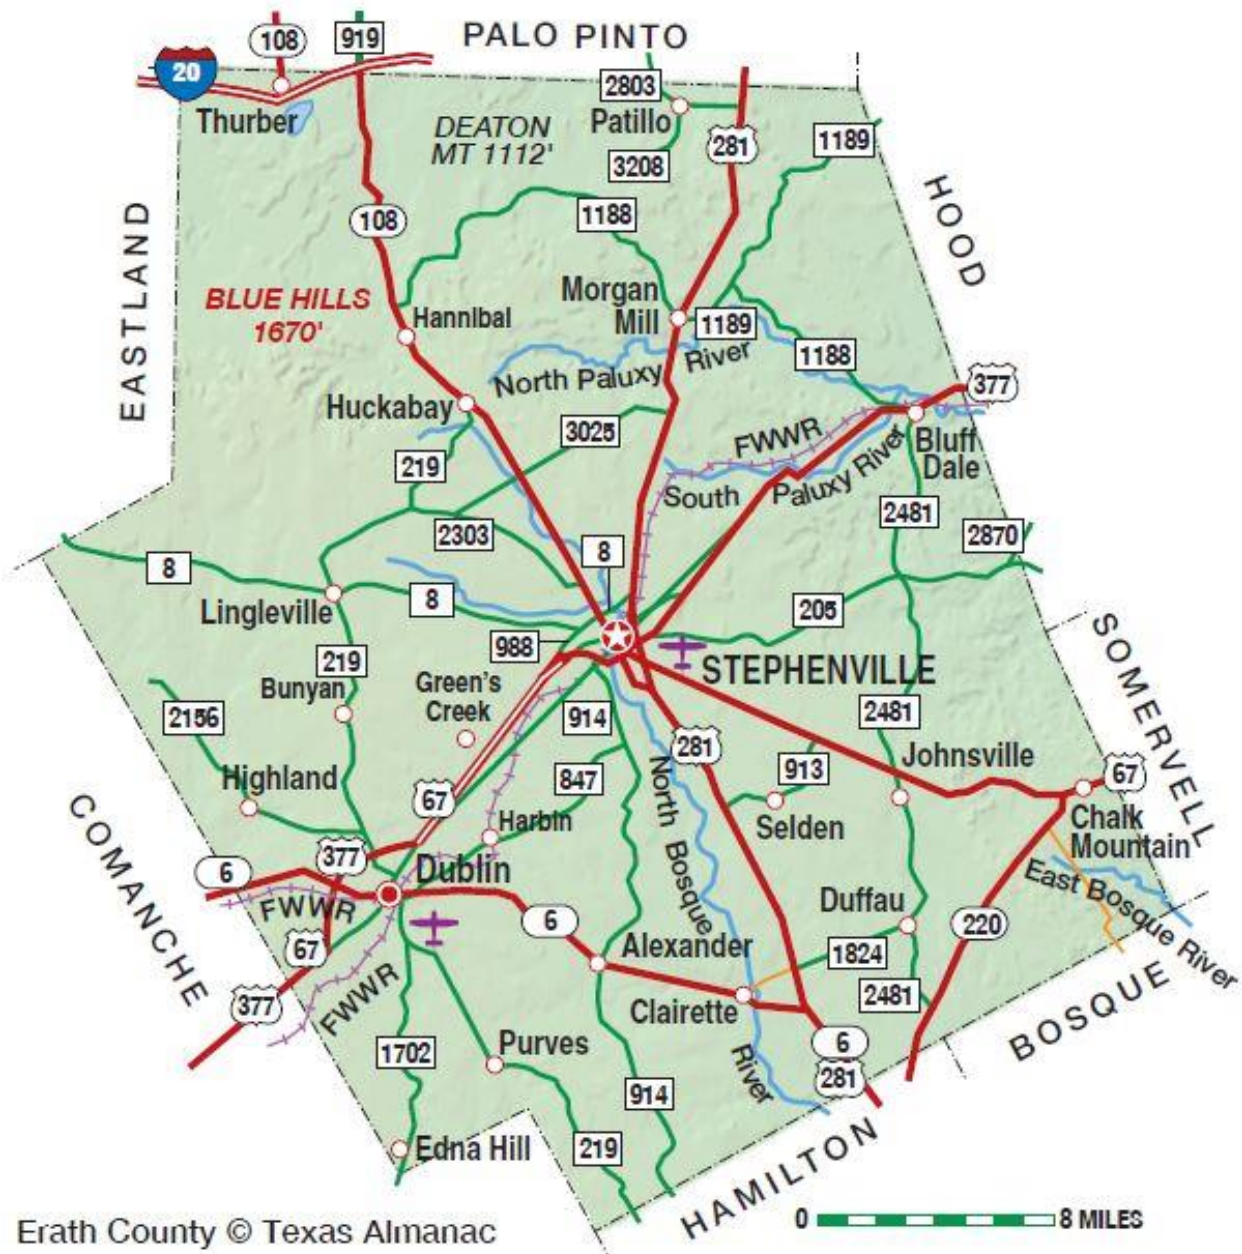 PALO PINTO
108
919
20
2803
Thurber
DEATON
MT 1112'
Patillo
281
1189
3208
108
1188
HOOD
EASTLAND
BLUE HILLS
1670'
Morgan
Mill
Hannibal
1189
North Paluxy River
1188
377
Huckabay
3025
FWWR
Bluff
Dale
219
South Paluxy River
2481
2303
2870
8
8
8
Lingleville
205
988
STEPHENVILLE
SOMERVELL
219
Green's
Creek
Bunyan
2156
914
2481
281
Johnsville
Highland
847
913
67
67
North Bosque River
Harbin
Selden
Chalk
Mountain
COMANCHE
377
6
Dublin
East Bosque River
FWWR
Duffau
6
220
67
Alexander
1824
377
FWWR
Clairette
2481
BOSQUE
1702
Purves
6
281
914
Edna Hill
219
HAMILTON
0 8 MILES
Erath County © Texas Almanac